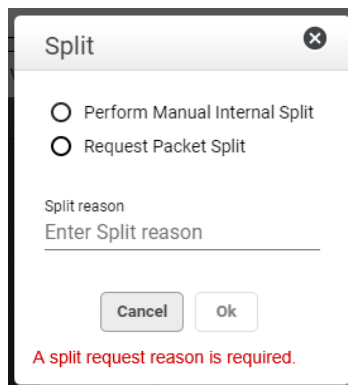 Split
Perform Manual Internal Split
Request Packet Split
Split reason
Enter Split reason
Cancel
Ok
A split request reason is required.